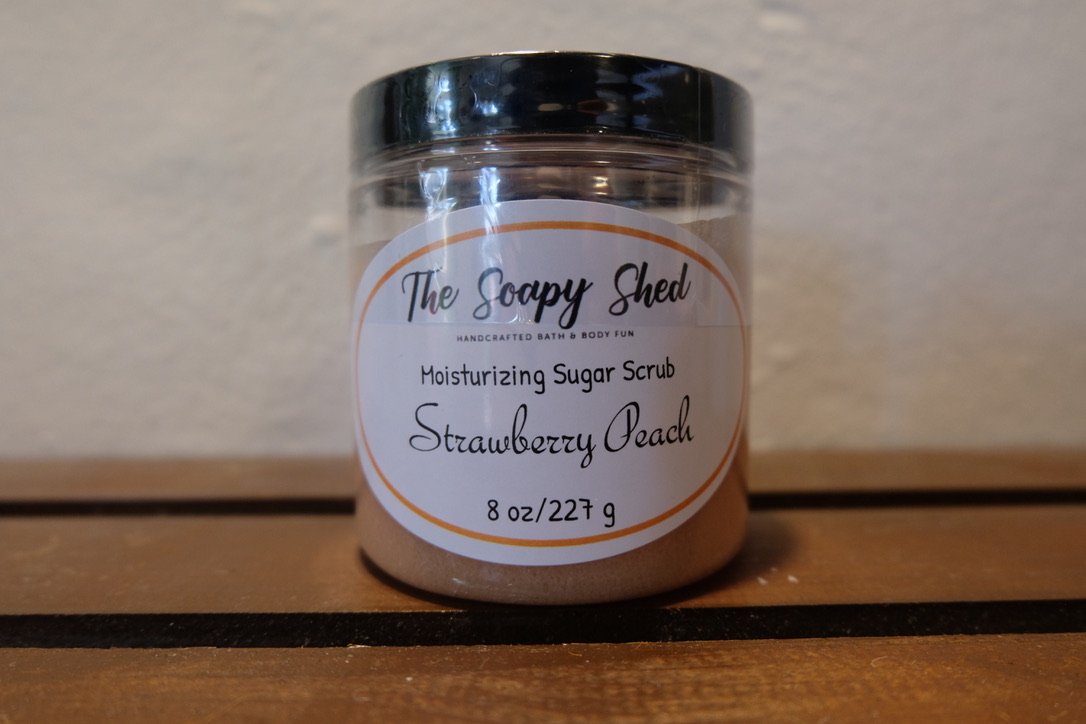 The Soapy Shed
HANDCRAFTED BATH & BODY FUN
Moisturizing Sugar Scrub
Strawberry Peach
8 oz/227 g